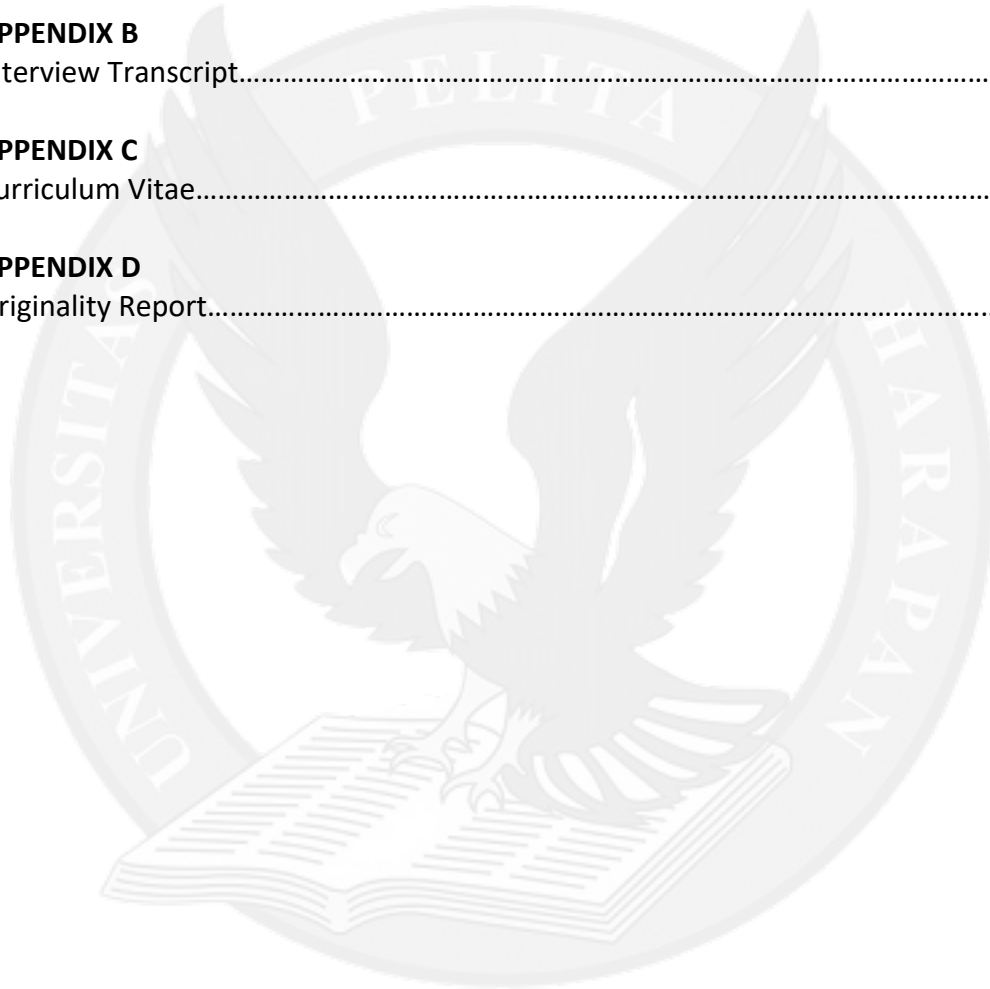 PPENDIX B
terview Transcript……………………………………………………………………………………
PPENDIX C
urriculum Vitae…………………………………………………………………………………………
PPENDIX D
riginality Report………………………………………………………………………………………
UNIVERSITAS PELITA HARAPAN